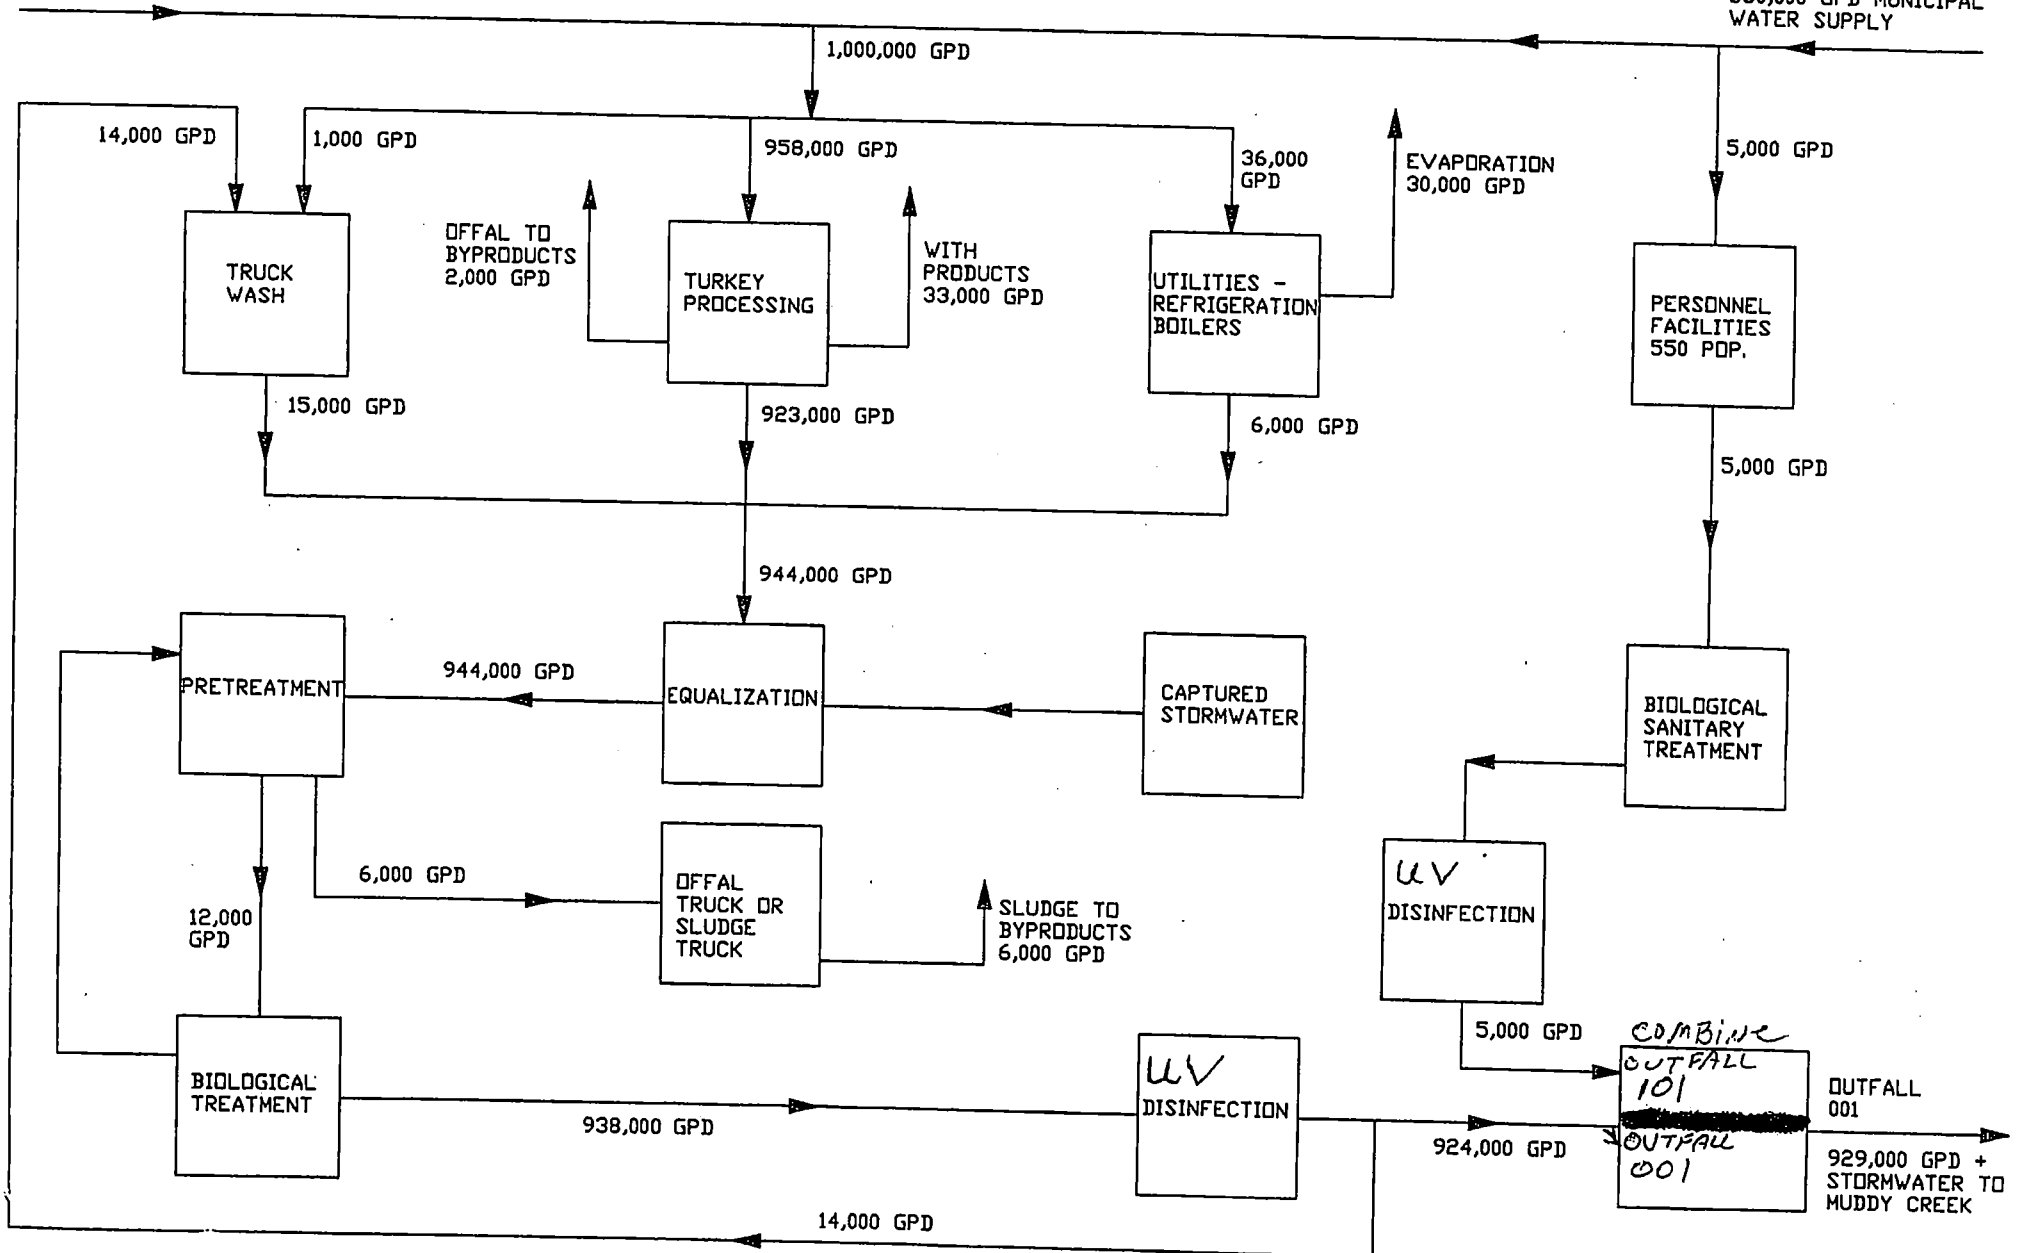 GPD MUNICIPAL
WATER SUPPLY
1,000,000 GPD
14,000 GPD
1,000 GPD
958,000 GPD
36,000
GPD
EVAPORATION
30,000 GPD
5,000 GPD
OFFAL TO
BYPRODUCTS
2,000 GPD
WITH
PRODUCTS
33,000 GPD
TRUCK
WASH
TURKEY
PROCESSING
UTILITIES -
REFRIGERATION
BOILERS
PERSONNEL
FACILITIES
550 POP.
15,000 GPD
923,000 GPD
6,000 GPD
5,000 GPD
944,000 GPD
PRETREATMENT
944,000 GPD
EQUALIZATION
CAPTURED
STORMWATER
BIOLOGICAL
SANITARY
TREATMENT
6,000 GPD
12,000
GPD
OFFAL
TRUCK OR
SLUDGE
TRUCK
SLUDGE TO
BYPRODUCTS
6,000 GPD
UV
DISINFECTION
5,000 GPD
COMBINE
OUTFALL
101
OUTFALL
001
BIOLOGICAL
TREATMENT
938,000 GPD
UV
DISINFECTION
924,000 GPD
OUTFALL
001
929,000 GPD +
STORMWATER TO
MUDDY CREEK
14,000 GPD